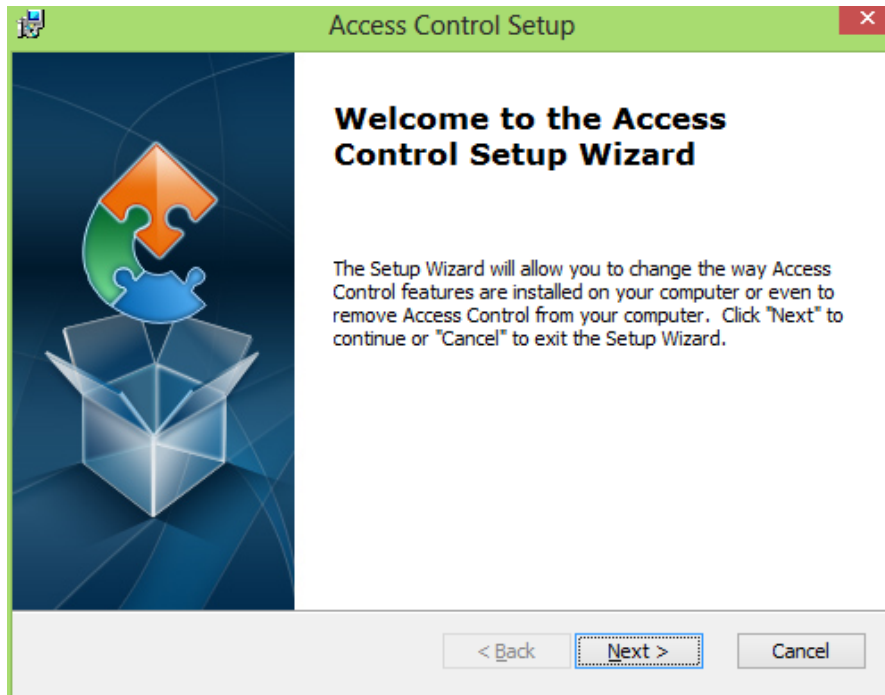 Access Control Setup
Welcome to the Access
Control Setup Wizard
The Setup Wizard will allow you to change the way Access
Control features are installed on your computer or even to
remove Access Control from your computer.  Click "Next" to
continue or "Cancel" to exit the Setup Wizard.
< Back
Next >
Cancel